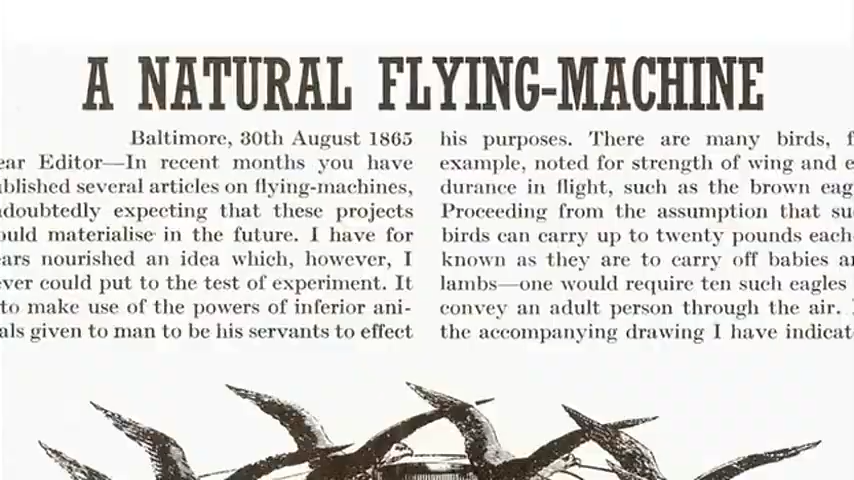 A NATURAL FLYING-MACHINE
Baltimore, 30th August 1865
ear Editor—In recent months you have
blished several articles on flying-machines,
doubtedly expecting that these projects
ould materialise in the future. I have for
ars nourished an idea which, however, I
ver could put to the test of experiment. It
to make use of the powers of inferior ani-
als given to man to be his servants to effect
his purposes. There are many birds, f
example, noted for strength of wing and e
durance in flight, such as the brown eag
Proceeding from the assumption that su
birds can carry up to twenty pounds each
known as they are to carry off babies a
lambs—one would require ten such eagles
convey an adult person through the air.
the accompanying drawing I have indicat